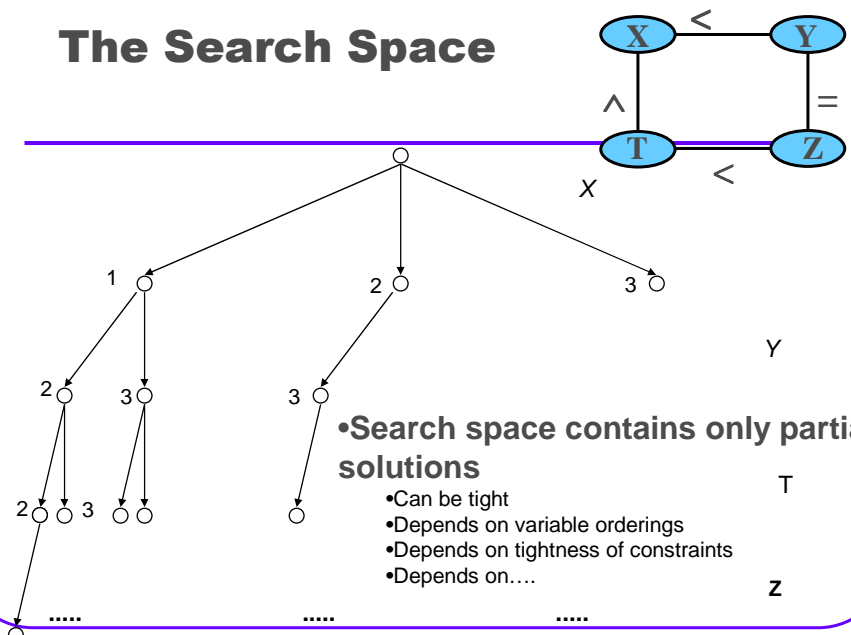 The Search Space
X < Y
^ =
T < Z
X
1 2 3
Y
2 3 3
•Search space contains only partia
solutions
T
•Can be tight
2 3
•Depends on variable orderings
•Depends on tightness of constraints
•Depends on….
Z
..... ..... .....